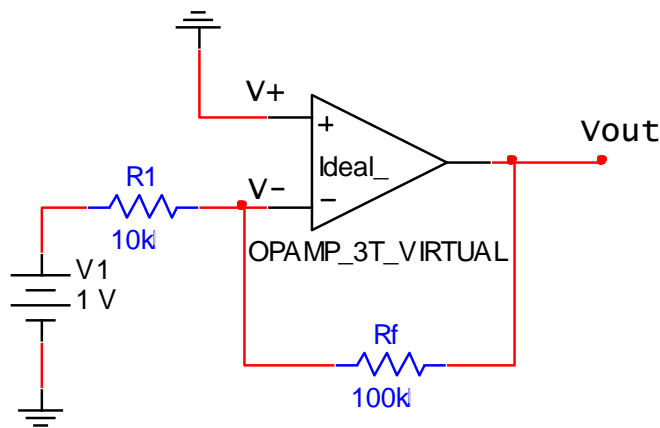 V+
+
Vout
Ideal_
R1
V-
-
10k
OPAMP_3T_VIRTUAL
V1
1 V
Rf
100k